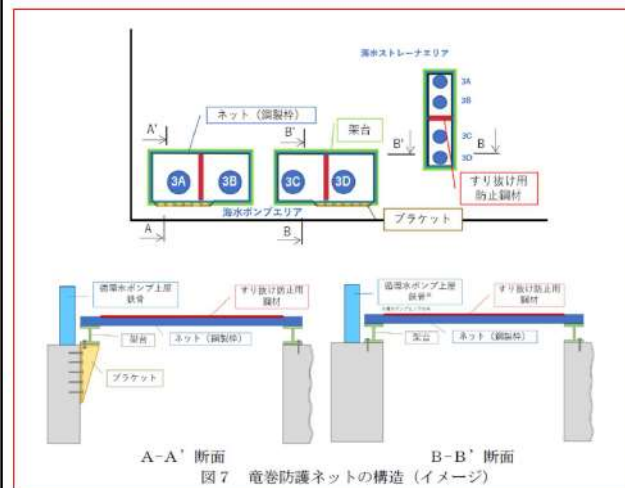 海水ストレーナエリア
3A
3B
3C
3D
ネット（鋼製枠）
架台
A'
B'
B'
B
3A
3B
3C
3D
すり抜け用
防止鋼材
海水ポンプエリア
ブラケット
A
B
循環水ポンプ上屋
鉄骨
すり抜け防止用
鋼材
架台
ネット（鋼製枠）
ブラケット
循環水ポンプ上屋
鉄骨※
すり抜け防止用
鋼材
架台
ネット（鋼製枠）
A-A’断面
B-B’断面
図７　竜巻防護ネットの構造（イメージ）